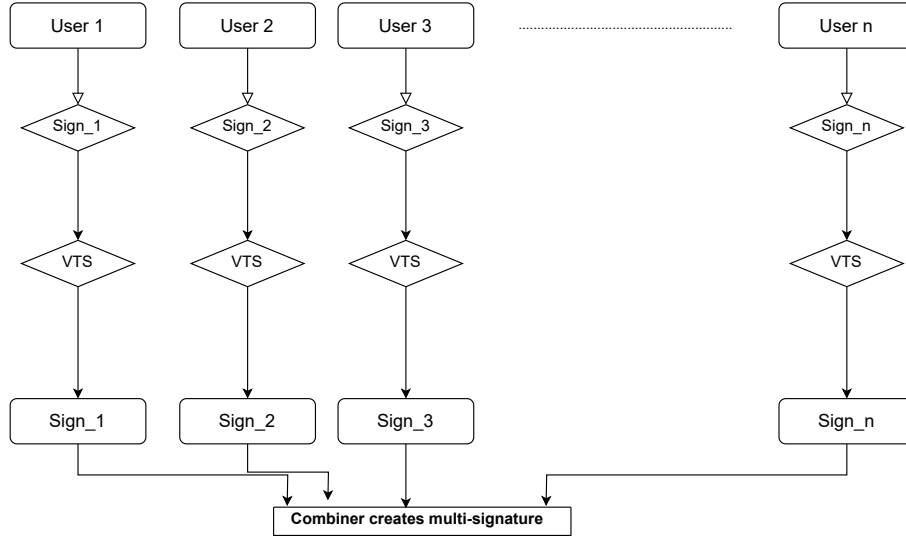 User 1
User 2
User 3
User n
Sign_1
Sign_2
Sign_3
Sign_n
VTS
VTS
VTS
VTS
Sign_1
Sign_2
Sign_3
Sign_n
Combiner creates multi-signature